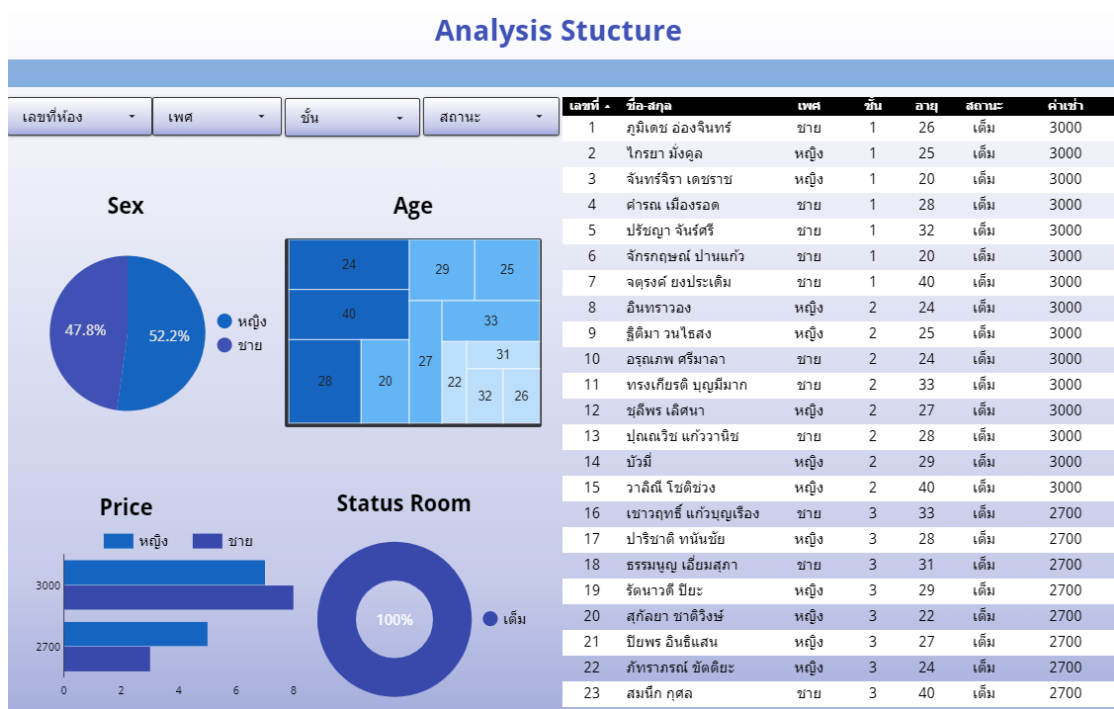 Analysis Stucture
เลขที่ห้อง
เพศ
ชั้น
สถานะ
Sex
47.8%
52.2%
หญิง
ชาย
Age
24
29
25
40
33
27
31
28
20
22
32
26
Price
หญิง
ชาย
3000
2700
0 2 4 6 8
Status Room
100%
เต็ม
เลขที่ ชื่อ-สกุล เพศ ชั้น อายุ สถานะ ค่าเช่า
1 ภูมิเดช อ่องจินทร์ ชาย 1 26 เต็ม 3000
2 ไกรยา มั่งคูล หญิง 1 25 เต็ม 3000
3 จันทร์จิรา เดชราช หญิง 1 20 เต็ม 3000
4 คำรณ เมืองรอด ชาย 1 28 เต็ม 3000
5 ปรัชญา จันร์ศรี ชาย 1 32 เต็ม 3000
6 จักรกฤษณ์ ปานแก้ว ชาย 1 20 เต็ม 3000
7 จตุรงค์ ยงประเดิม ชาย 1 40 เต็ม 3000
8 อินทราวอง หญิง 2 24 เต็ม 3000
9 ฐิติมา วนไธสง หญิง 2 25 เต็ม 3000
10 อรุณภพ ศรีมาลา ชาย 2 24 เต็ม 3000
11 ทรงเกียรติ บุญมีมาก ชาย 2 33 เต็ม 3000
12 ชุลีพร เลิศนา หญิง 2 27 เต็ม 3000
13 ปุณณวิช แก้ววานิช ชาย 2 28 เต็ม 3000
14 บัวมี่ หญิง 2 29 เต็ม 3000
15 วาลิณี โชติช่วง หญิง 2 40 เต็ม 3000
16 เชาวฤทธิ์ แก้วบุญเรือง ชาย 3 33 เต็ม 2700
17 ปาริชาติ ทนันชัย หญิง 3 28 เต็ม 2700
18 ธรรมนูญ เอี่ยมสุภา ชาย 3 31 เต็ม 2700
19 รัตนาวดี ปิยะ หญิง 3 29 เต็ม 2700
20 สุกัลยา ชาติวิงษ์ หญิง 3 22 เต็ม 2700
21 ปิยพร อินธิแสน หญิง 3 27 เต็ม 2700
22 ภัทราภรณ์ ขัตติยะ หญิง 3 24 เต็ม 2700
23 สมนึก กุศล ชาย 3 40 เต็ม 2700